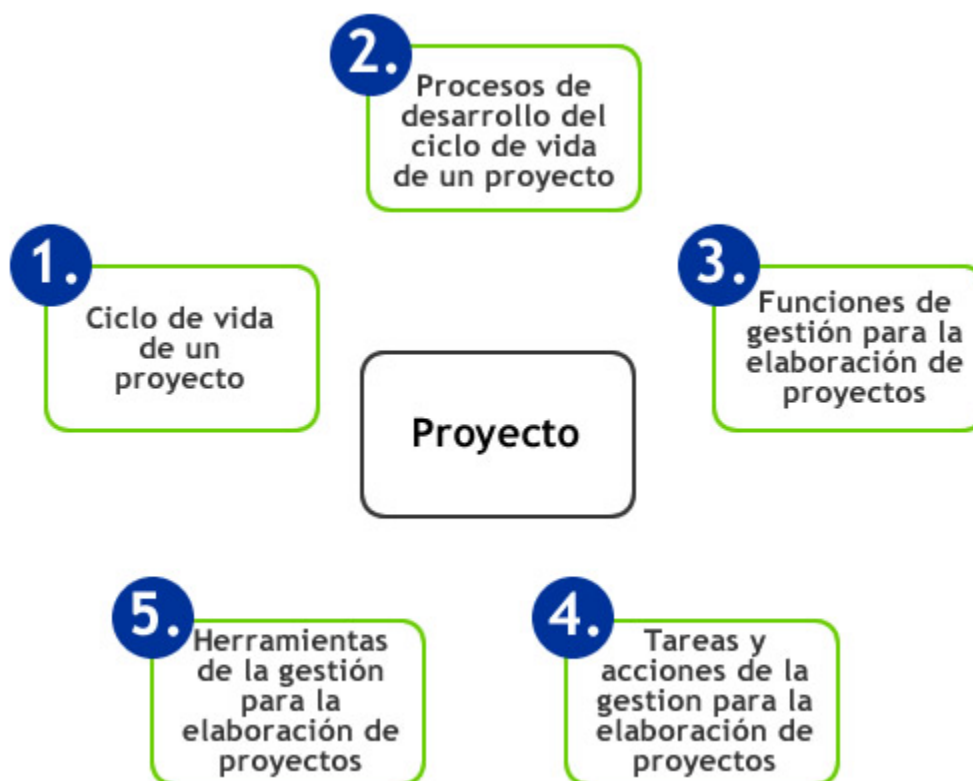 1.
Ciclo de vida
de un
proyecto
2.
Procesos de
desarrollo del
ciclo de vida
de un proyecto
3.
Funciones de
gestión para la
elaboración de
proyectos
Proyecto
5.
Herramientas
de la gestión
para la
elaboración de
proyectos
4.
Tareas y
acciones de la
gestion para la
elaboración de
proyectos